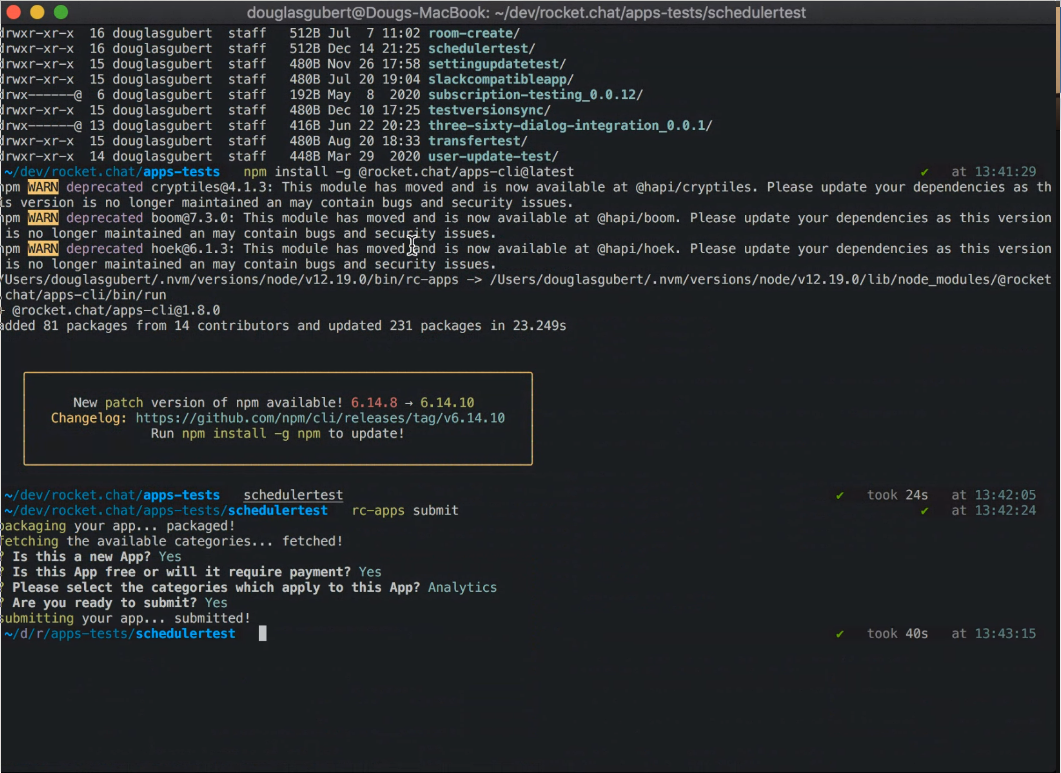 douglasgubert@Dougs-MacBook: ~/dev/rocket.chat/apps-tests/schedulertest
drwxr-xr-x 16 douglasgubert staff 512B Jul 7 11:02 room-create/
drwxr-xr-x 16 douglasgubert staff 512B Dec 14 21:25 schedulertest/
drwxr-xr-x 15 douglasgubert staff 480B Nov 26 17:58 settingupdatetest/
drwxr-xr-x 15 douglasgubert staff 480B Jul 20 19:04 slackcompatibleapp/
drwx------@ 6 douglasgubert staff 192B May 8 2020 subscription-testing_0.0.12/
drwxr-xr-x 15 douglasgubert staff 480B Dec 10 17:25 testversionsync/
drwx------@ 13 douglasgubert staff 416B Jun 22 20:23 three-sixty-dialog-integration_0.0.1/
drwxr-xr-x 15 douglasgubert staff 480B Aug 20 18:33 transfertest/
drwxr-xr-x 14 douglasgubert staff 448B Mar 29 2020 user-update-test/
~/dev/rocket.chat/apps-tests npm install -g @rocket.chat/apps-cli@latest ✔ at 13:41:29
npm WARN deprecated cryptiles@4.1.3: This module has moved and is now available at @hapi/cryptiles. Please update your dependencies as th
is version is no longer maintained an may contain bugs and security issues.
npm WARN deprecated boom@7.3.0: This module has moved and is now available at @hapi/boom. Please update your dependencies as this version
is no longer maintained an may contain bugs and security issues.
npm WARN deprecated hoek@6.1.3: This module has moved and is now available at @hapi/hoek. Please update your dependencies as this version
is no longer maintained an may contain bugs and security issues.
/Users/douglasgubert/.nvm/versions/node/v12.19.0/bin/rc-apps -> /Users/douglasgubert/.nvm/versions/node/v12.19.0/lib/node_modules/@rocket
.chat/apps-cli/bin/run
+ @rocket.chat/apps-cli@1.8.0
added 81 packages from 14 contributors and updated 231 packages in 23.249s
New patch version of npm available! 6.14.8 → 6.14.10
Changelog: https://github.com/npm/cli/releases/tag/v6.14.10
Run npm install -g npm to update!
~/dev/rocket.chat/apps-tests schedulertest ✔ took 24s at 13:42:05
~/dev/rocket.chat/apps-tests/schedulertest rc-apps submit ✔ at 13:42:24
packaging your app... packaged!
fetching the available categories... fetched!
? Is this a new App? Yes
? Is this App free or will it require payment? Yes
? Please select the categories which apply to this App? Analytics
? Are you ready to submit? Yes
submitting your app... submitted!
~/d/r/apps-tests/schedulertest ✔ took 40s at 13:43:15